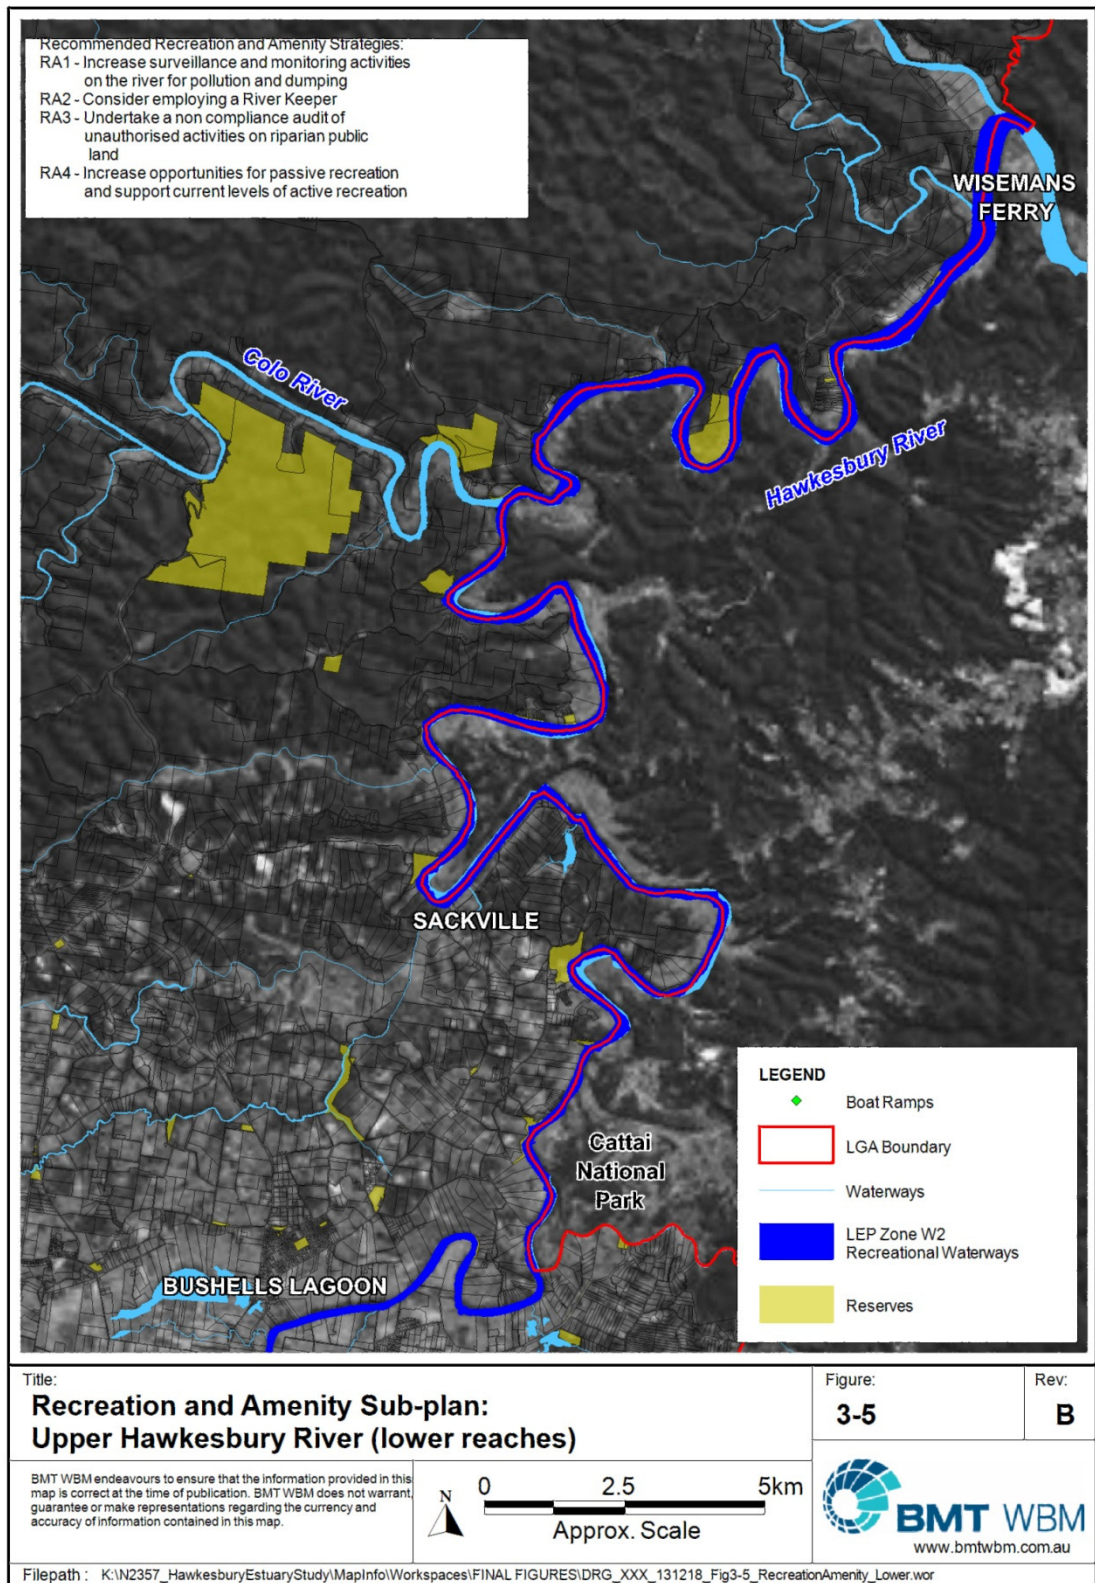 Recommended Recreation and Amenity Strategies:
RA1 - Increase surveillance and monitoring activities
on the river for pollution and dumping
RA2 - Consider employing a River Keeper
RA3 - Undertake a non compliance audit of
unauthorised activities on riparian public
land
RA4 - Increase opportunities for passive recreation
and support current levels of active recreation
WISEMANS
FERRY
Colo River
Hawkesbury River
SACKVILLE
Cattai
National
Park
BUSHELLS LAGOON
LEGEND
Boat Ramps
LGA Boundary
Waterways
LEP Zone W2
Recreational Waterways
Reserves
Title:
Recreation and Amenity Sub-plan:
Upper Hawkesbury River (lower reaches)
Figure:
3-5
Rev:
B
BMT WBM endeavours to ensure that the information provided in this
map is correct at the time of publication. BMT WBM does not warrant,
guarantee or make representations regarding the currency and
accuracy of information contained in this map.
N
0 2.5 5km
Approx. Scale
BMT WBM
www.bmtwbm.com.au
Filepath : K:\N2357_HawkesburyEstuaryStudy\MapInfo\Workspaces\FINAL FIGURES\DRG_XXX_131218_Fig3-5_RecreationAmenity_Lower.wor